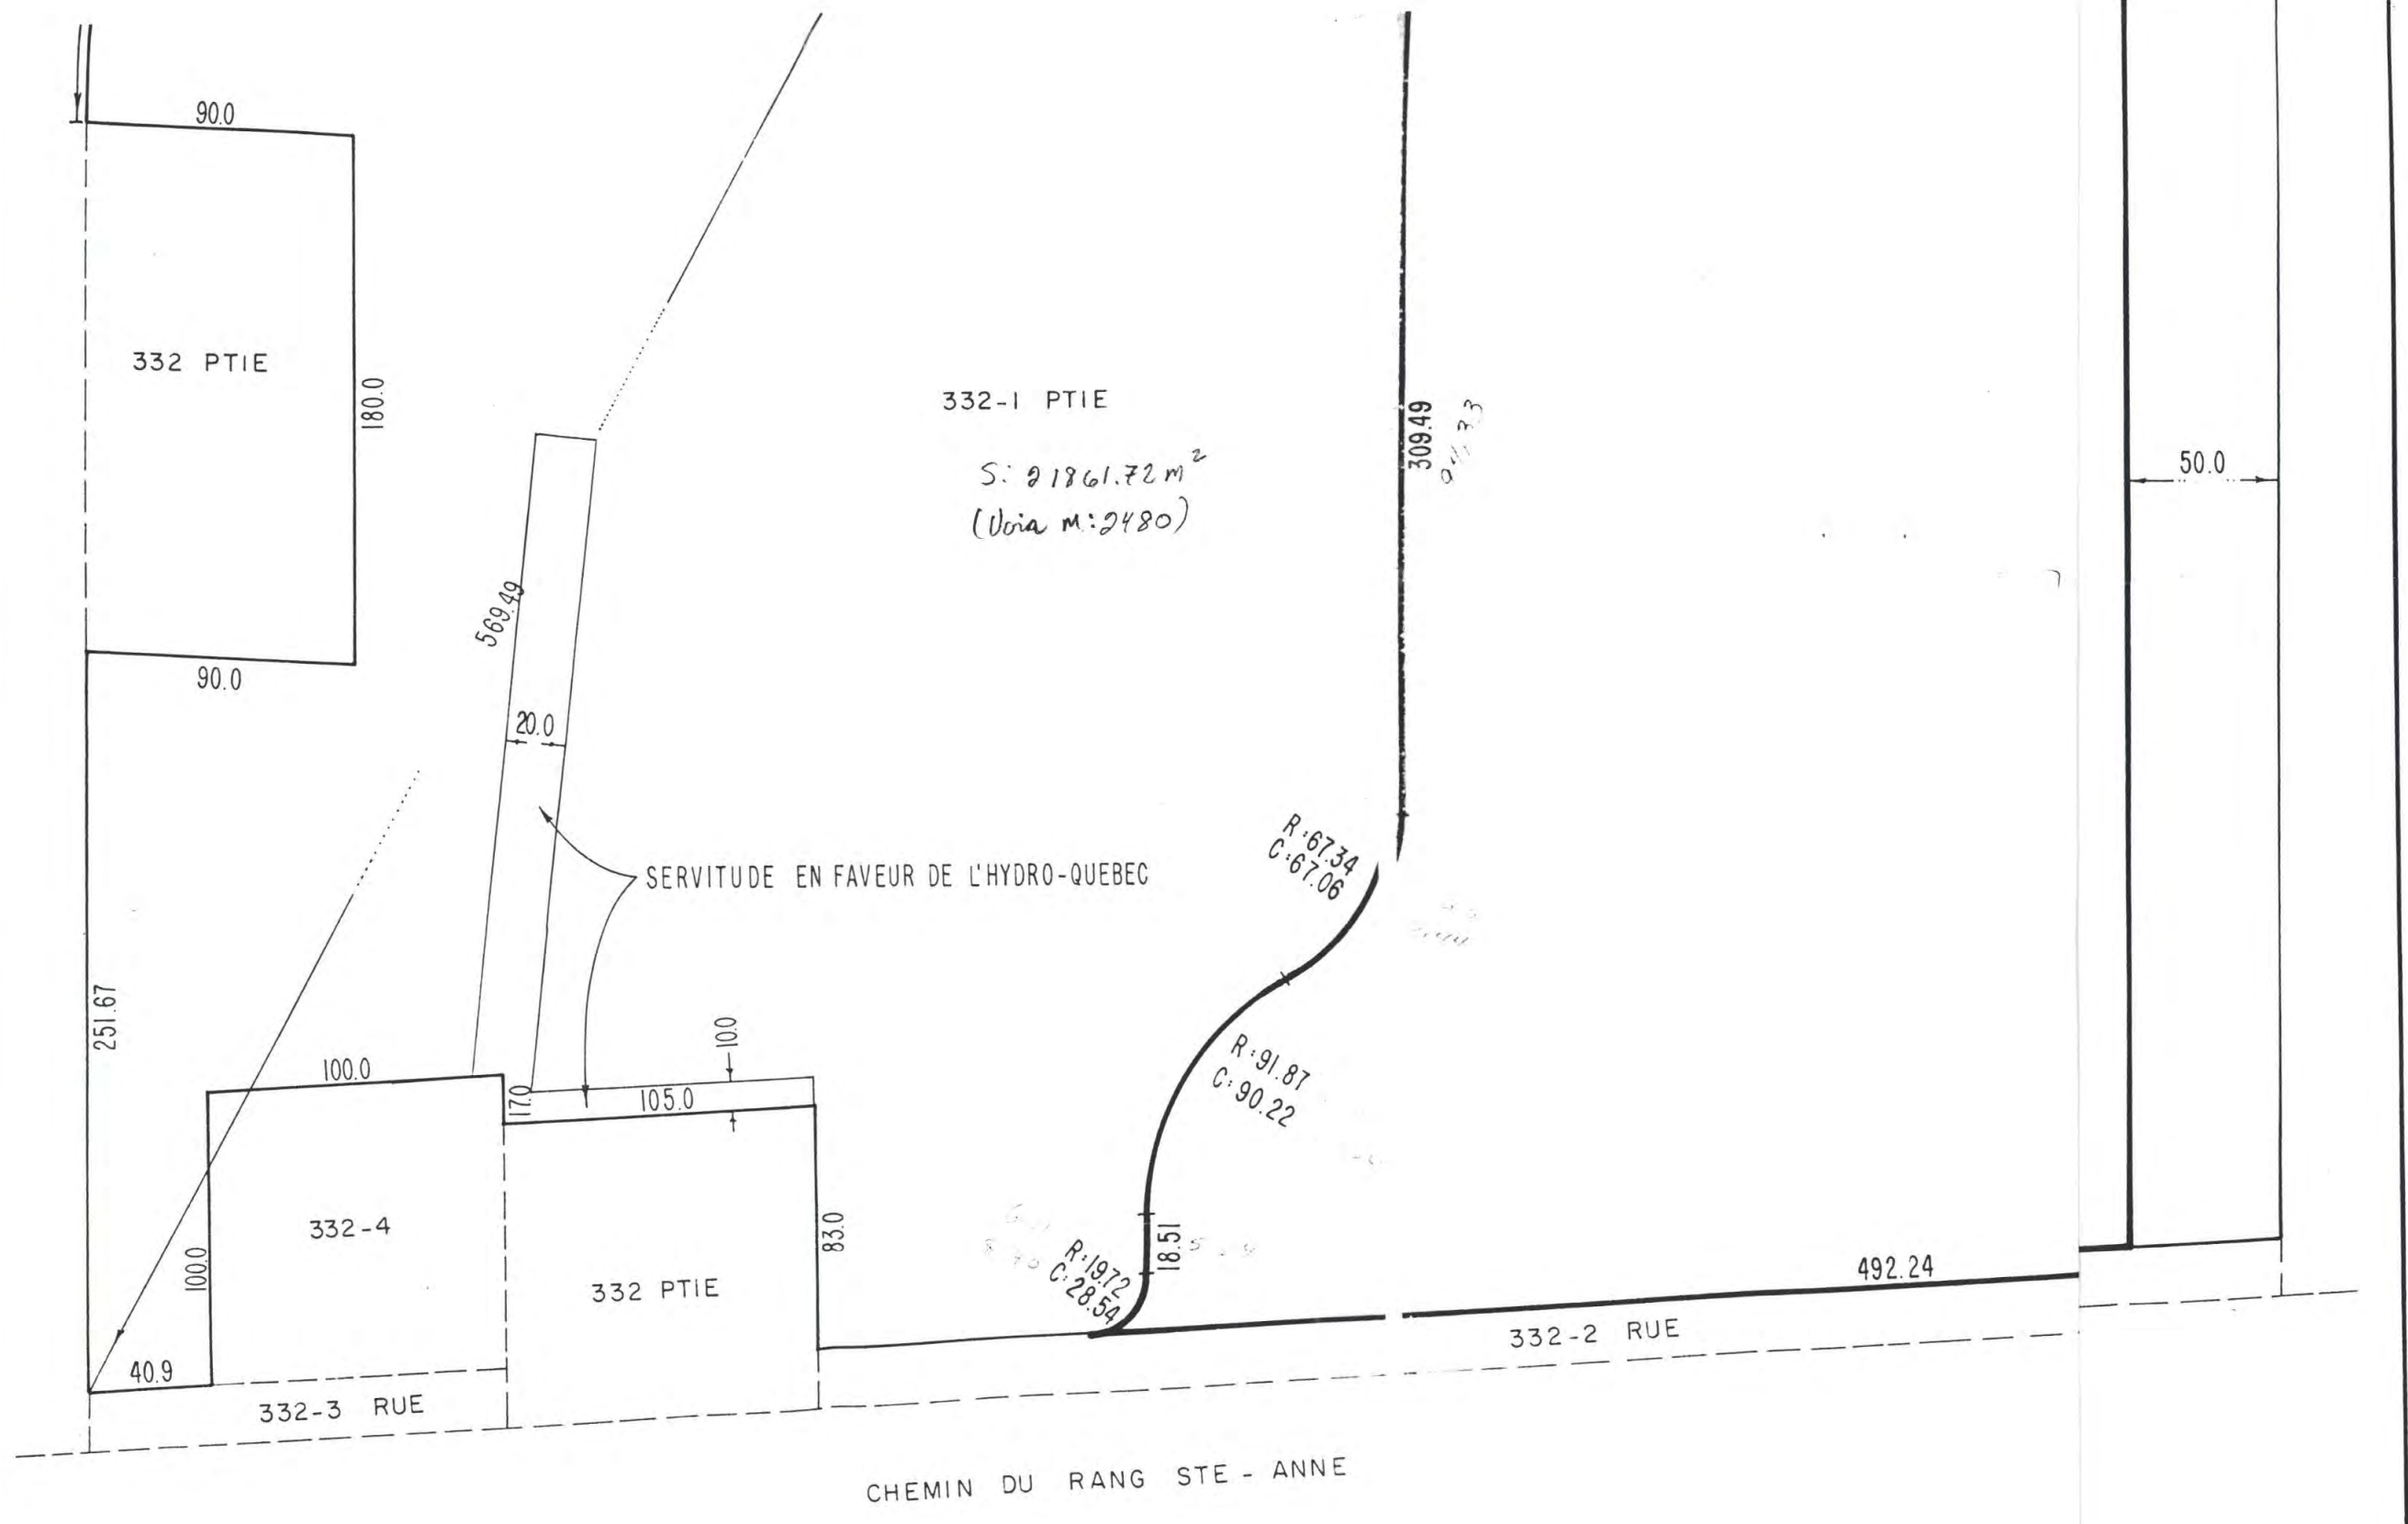 90.0
332 PTIE
180.0
90.0
332-1 PTIE
S: 21861.72 m²
(Voir m:2480)
309.49
50.0
569.49
20.0
R:67.34
C:67.06
SERVITUDE EN FAVEUR DE L'HYDRO-QUEBEC
251.67
10.0
R:91.87
C:90.22
100.0
17.0
105.0
332-4
100.0
83.0
18.51
332 PTIE
R:19.72
C:28.54
492.24
332-2 RUE
40.9
332-3 RUE
CHEMIN DU RANG STE-ANNE